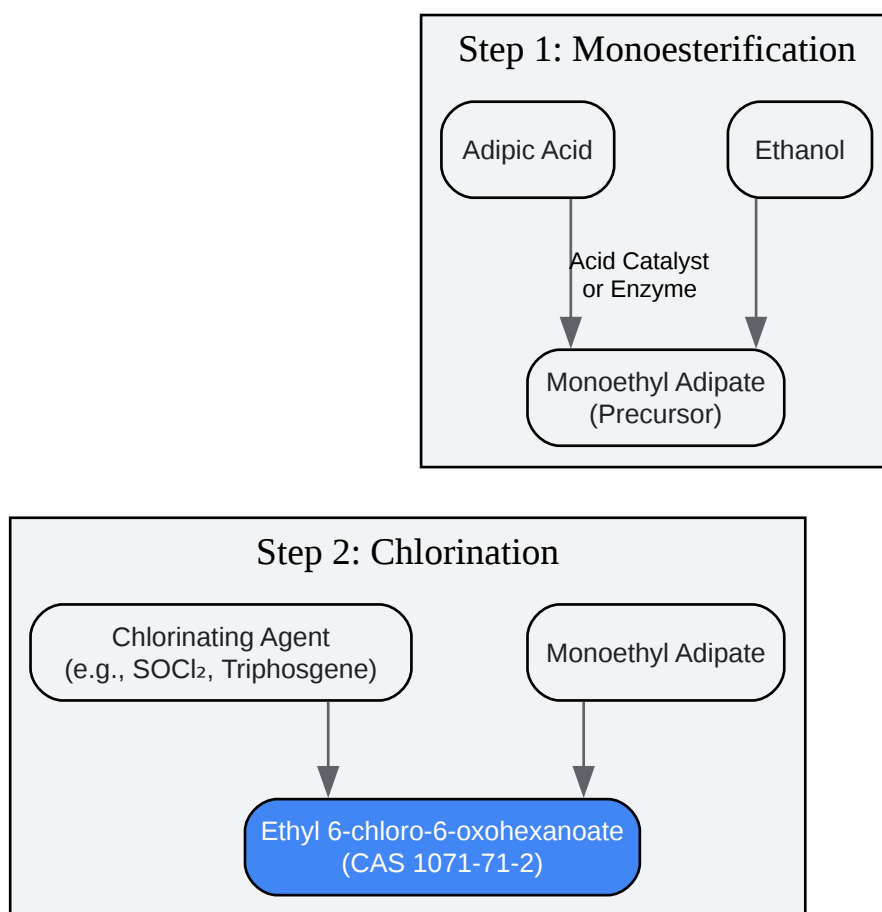 Step 1: Monoesterification
Adipic Acid
Ethanol
Acid Catalyst
or Enzyme
Monoethyl Adipate
(Precursor)
Step 2: Chlorination
Chlorinating Agent
(e.g., SOCl₂, Triphosgene)
Monoethyl Adipate
Ethyl 6-chloro-6-oxohexanoate
(CAS 1071-71-2)